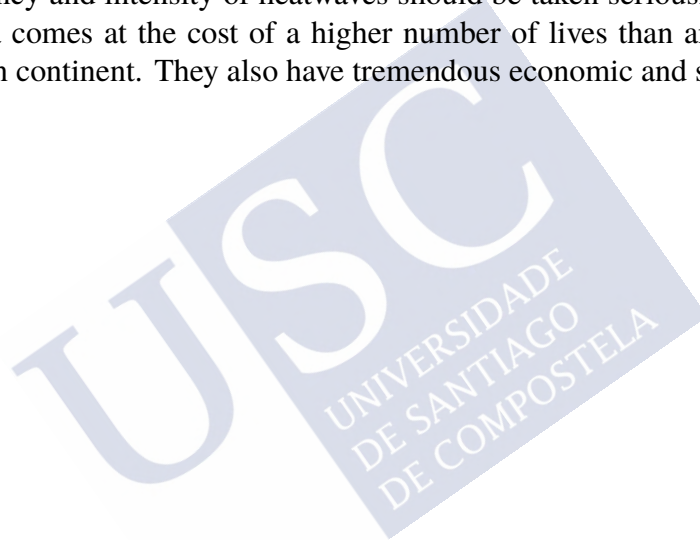 and intensity of heatwaves should be taken
comes at the cost of a higher number of lives than
continent. They also have tremendous economic and
USC
UNIVERSIDADE
DE SANTIAGO
DE COMPOSTELA